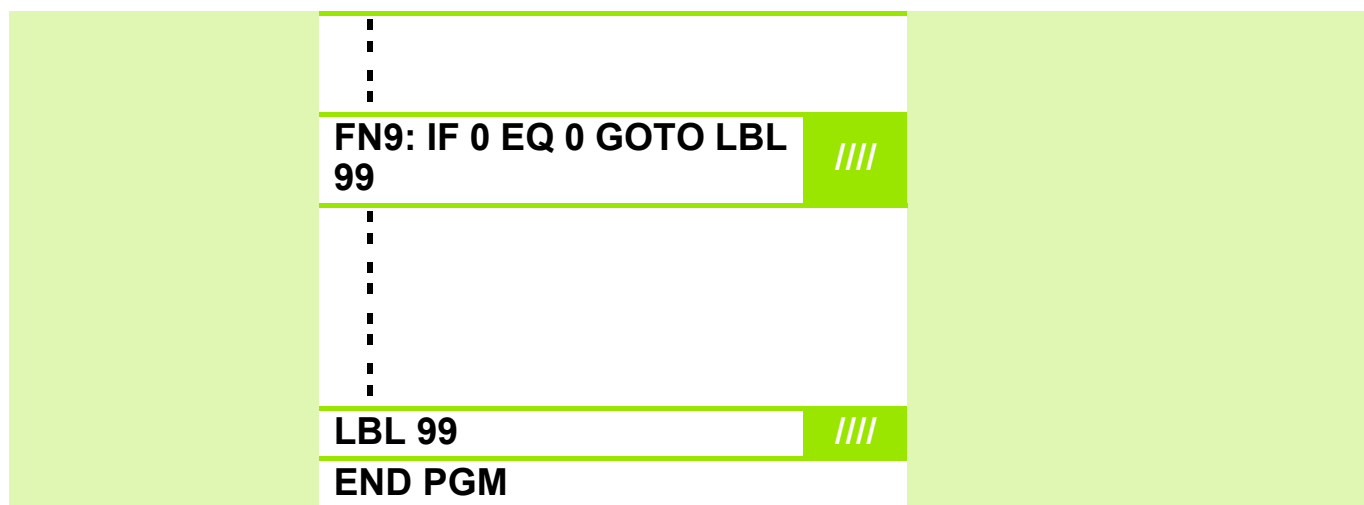 FN9: IF 0 EQ 0 GOTO LBL
99
////
LBL 99
////
END PGM